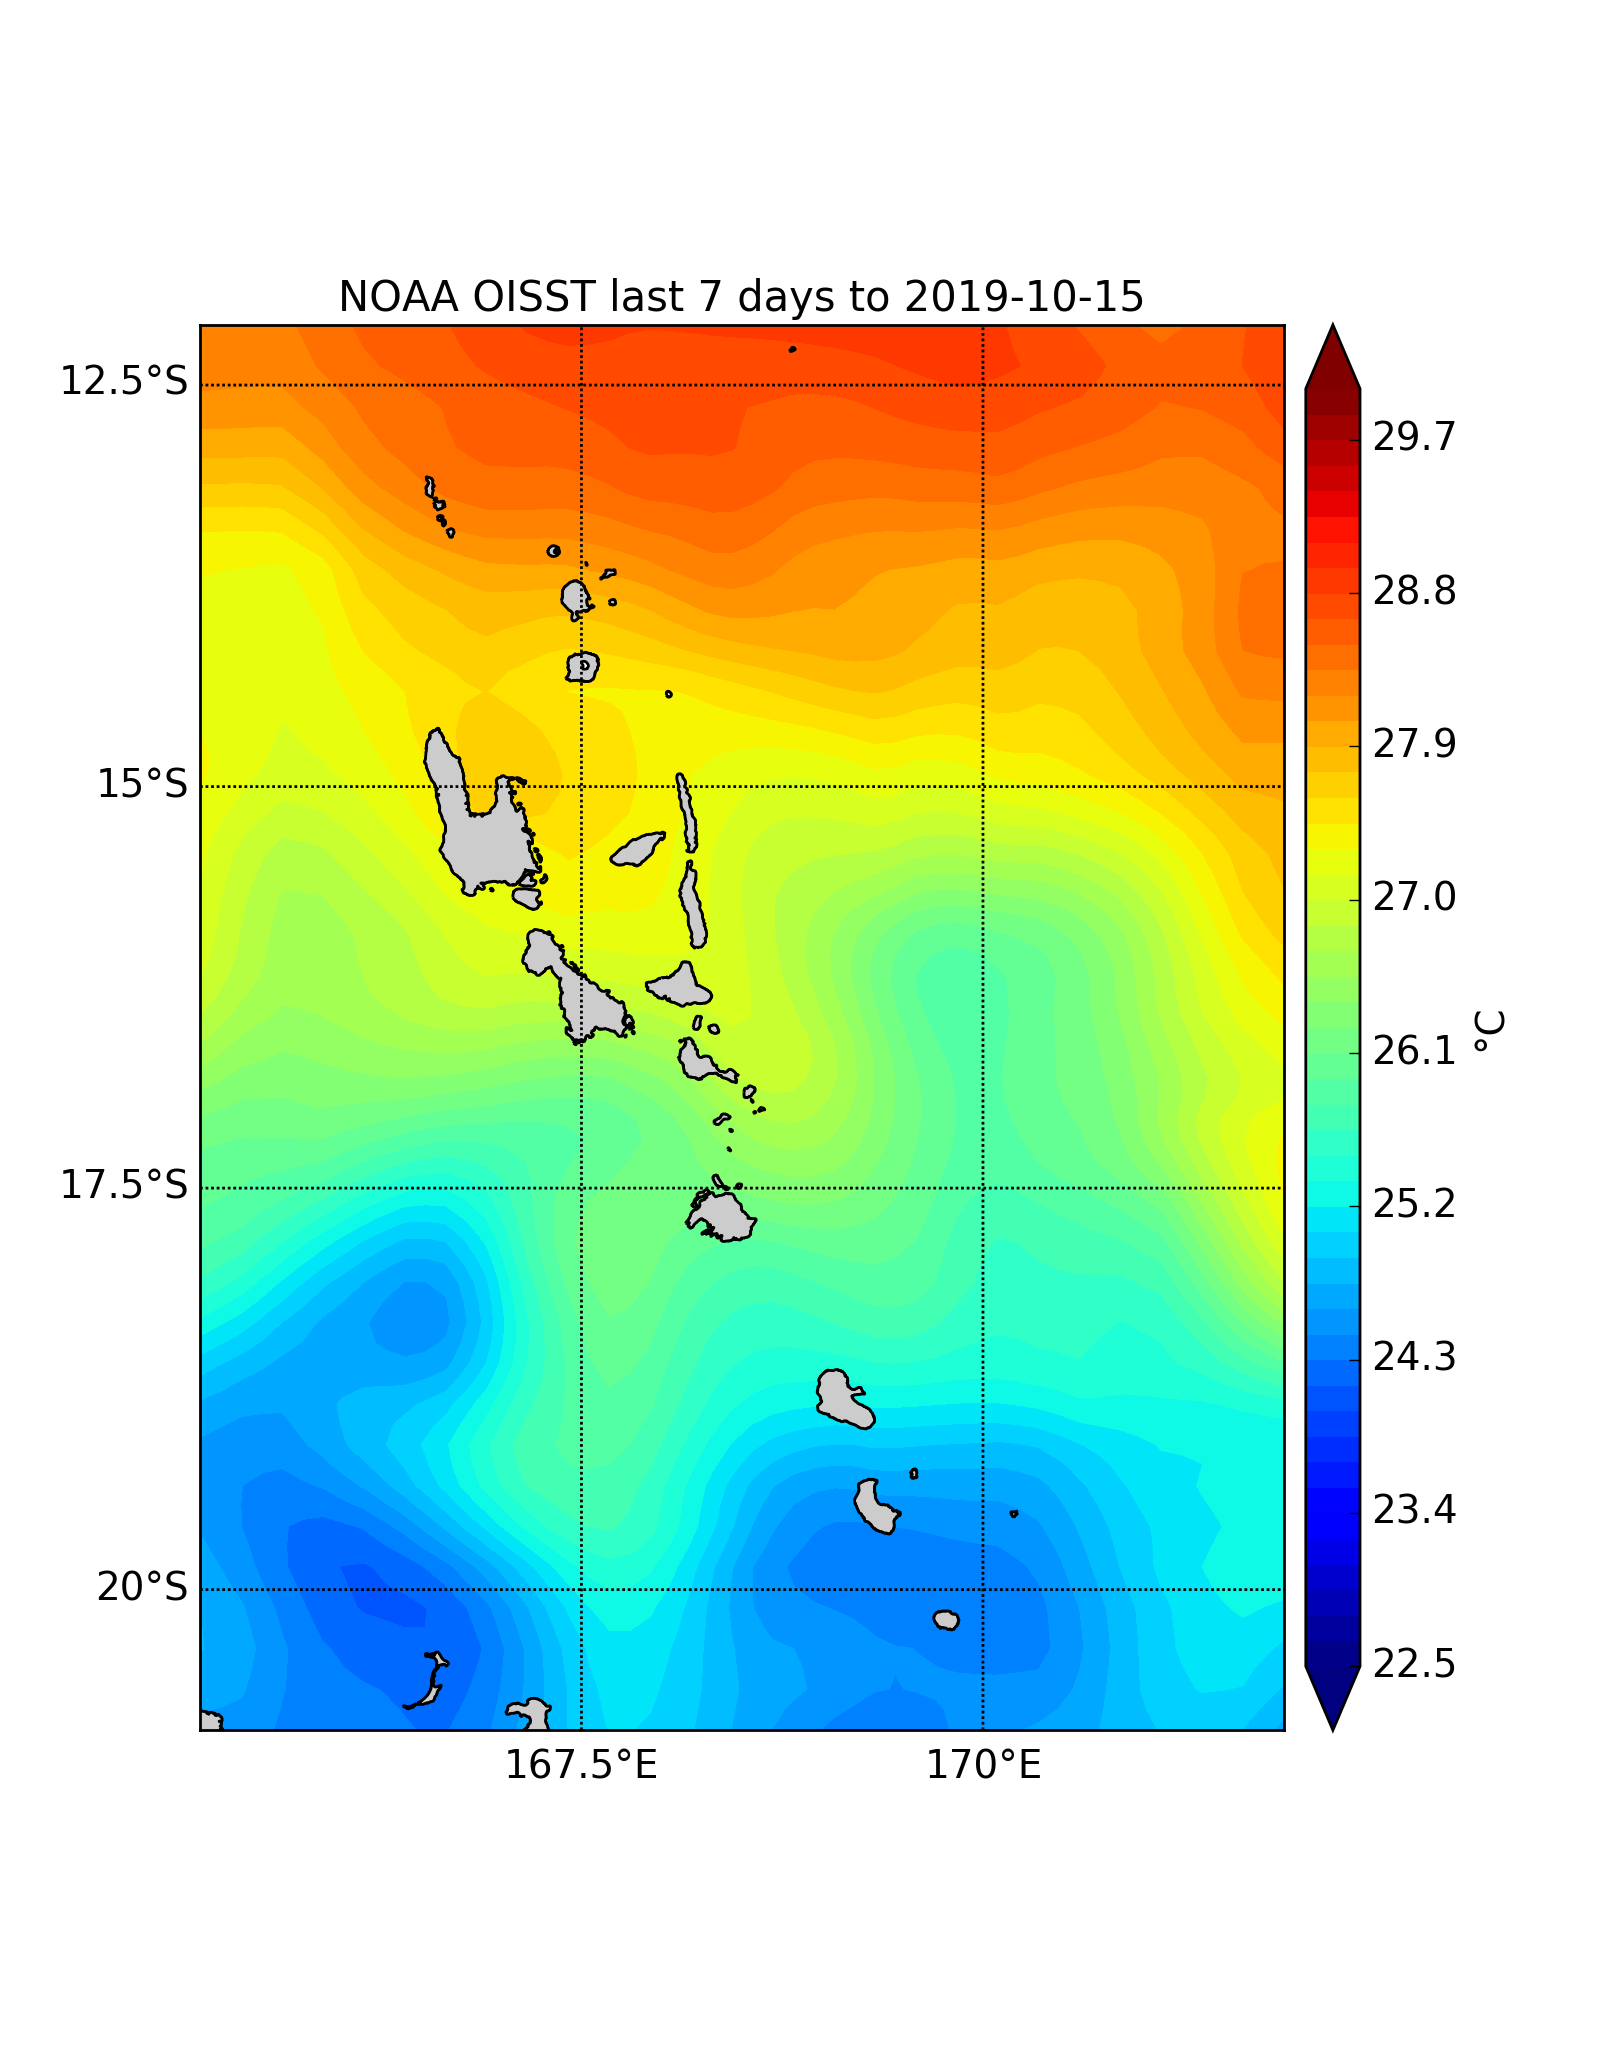 NOAA OISST last 7 days to 2019-10-15
12.5°S
15°S
17.5°S
20°S
167.5°E
170°E
29.7
28.8
27.9
27.0
26.1
25.2
24.3
23.4
22.5
°C